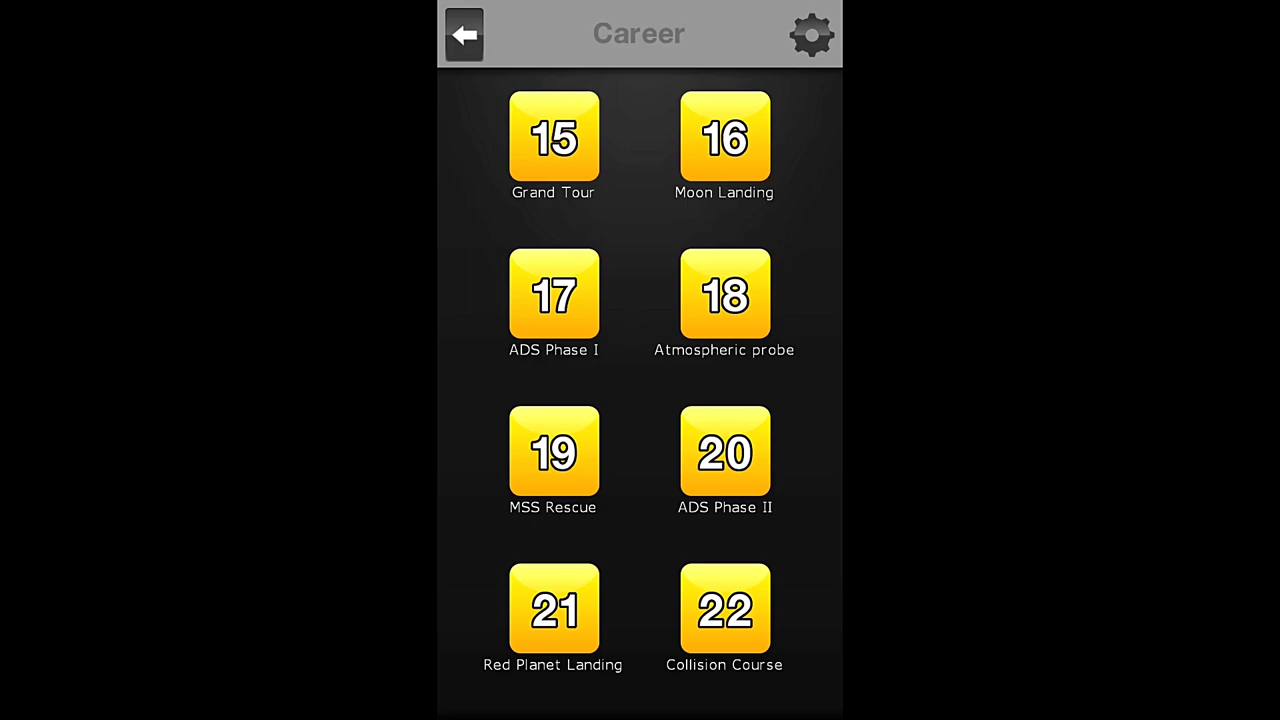 Career
15
16
Grand Tour
Moon Landing
17
18
ADS Phase I
Atmospheric probe
19
20
MSS Rescue
ADS Phase II
21
22
Red Planet Landing
Collision Course